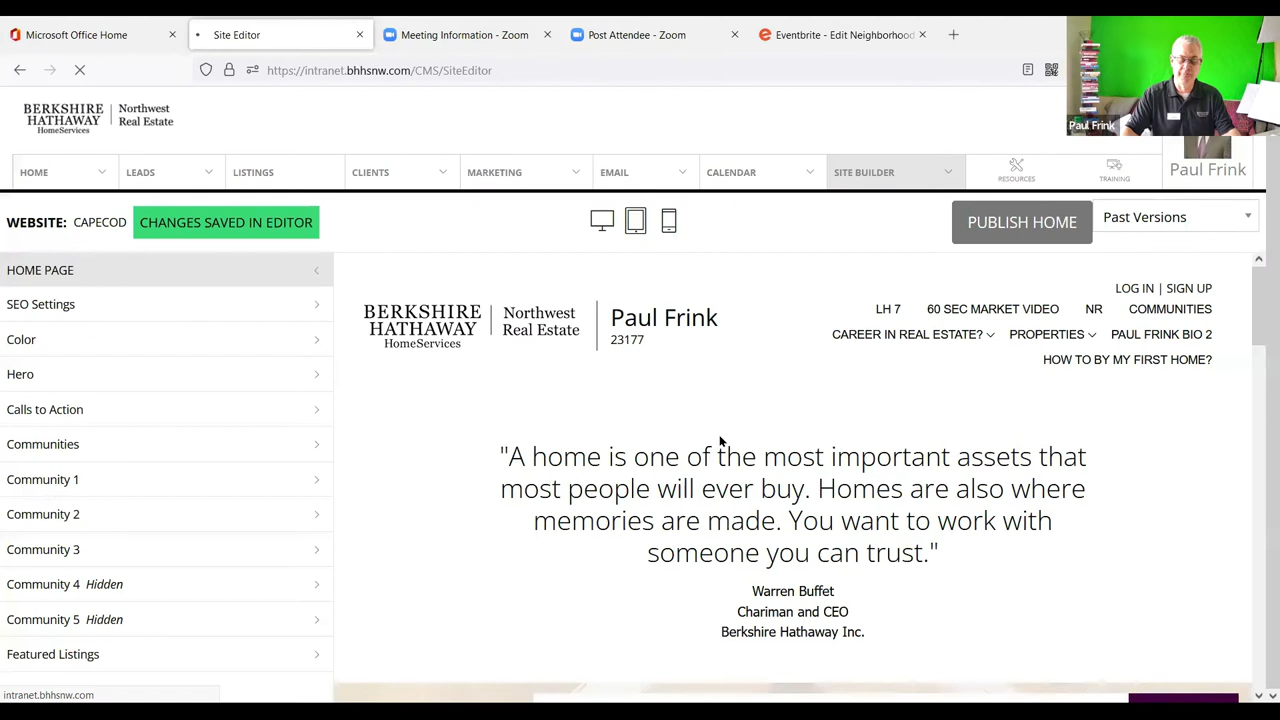 Microsoft Office Home
Site Editor
Meeting Information - Zoom
Post Attendee - Zoom
Eventbrite - Edit Neighborhood
https://intranet.bhhsnw.com/CMS/SiteEditor
Paul Frink
BERKSHIRE
HATHAWAY
HomeServices
Northwest
Real Estate
HOME
LEADS
LISTINGS
CLIENTS
MARKETING
EMAIL
CALENDAR
SITE BUILDER
RESOURCES
TRAINING
Paul Frink
WEBSITE: CAPECOD
CHANGES SAVED IN EDITOR
PUBLISH HOME
Past Versions
HOME PAGE
SEO Settings
Color
Hero
Calls to Action
Communities
Community 1
Community 2
Community 3
Community 4 Hidden
Community 5 Hidden
Featured Listings
LOG IN | SIGN UP
BERKSHIRE
HATHAWAY
HomeServices
Northwest
Real Estate
Paul Frink
23177
LH 7
60 SEC MARKET VIDEO
NR
COMMUNITIES
CAREER IN REAL ESTATE?
PROPERTIES
PAUL FRINK BIO 2
HOW TO BY MY FIRST HOME?
"A home is one of the most important assets that
most people will ever buy. Homes are also where
memories are made. You want to work with
someone you can trust."
Warren Buffet
Chariman and CEO
Berkshire Hathaway Inc.
intranet.bhhsnw.com